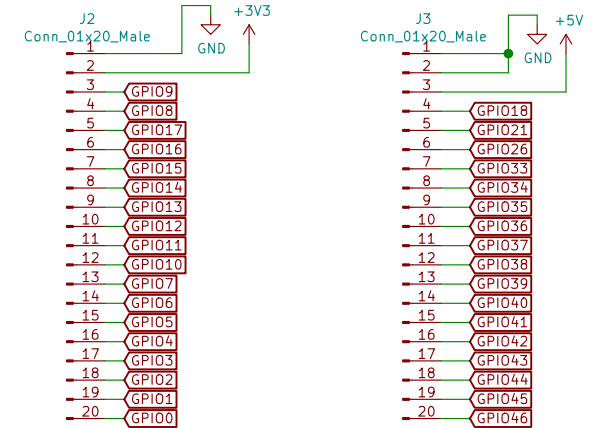 J2
Conn_01x20_Male
+3V3
GND
1
2
3 GPIO9
4 GPIO8
5 GPIO17
6 GPIO16
7 GPIO15
8 GPIO14
9 GPIO13
10 GPIO12
11 GPIO11
12 GPIO10
13 GPIO7
14 GPIO6
15 GPIO5
16 GPIO4
17 GPIO3
18 GPIO2
19 GPIO1
20 GPIO0
J3
Conn_01x20_Male
+5V
GND
1
2
3
4 GPIO18
5 GPIO21
6 GPIO26
7 GPIO33
8 GPIO34
9 GPIO35
10 GPIO36
11 GPIO37
12 GPIO38
13 GPIO39
14 GPIO40
15 GPIO41
16 GPIO42
17 GPIO43
18 GPIO44
19 GPIO45
20 GPIO46